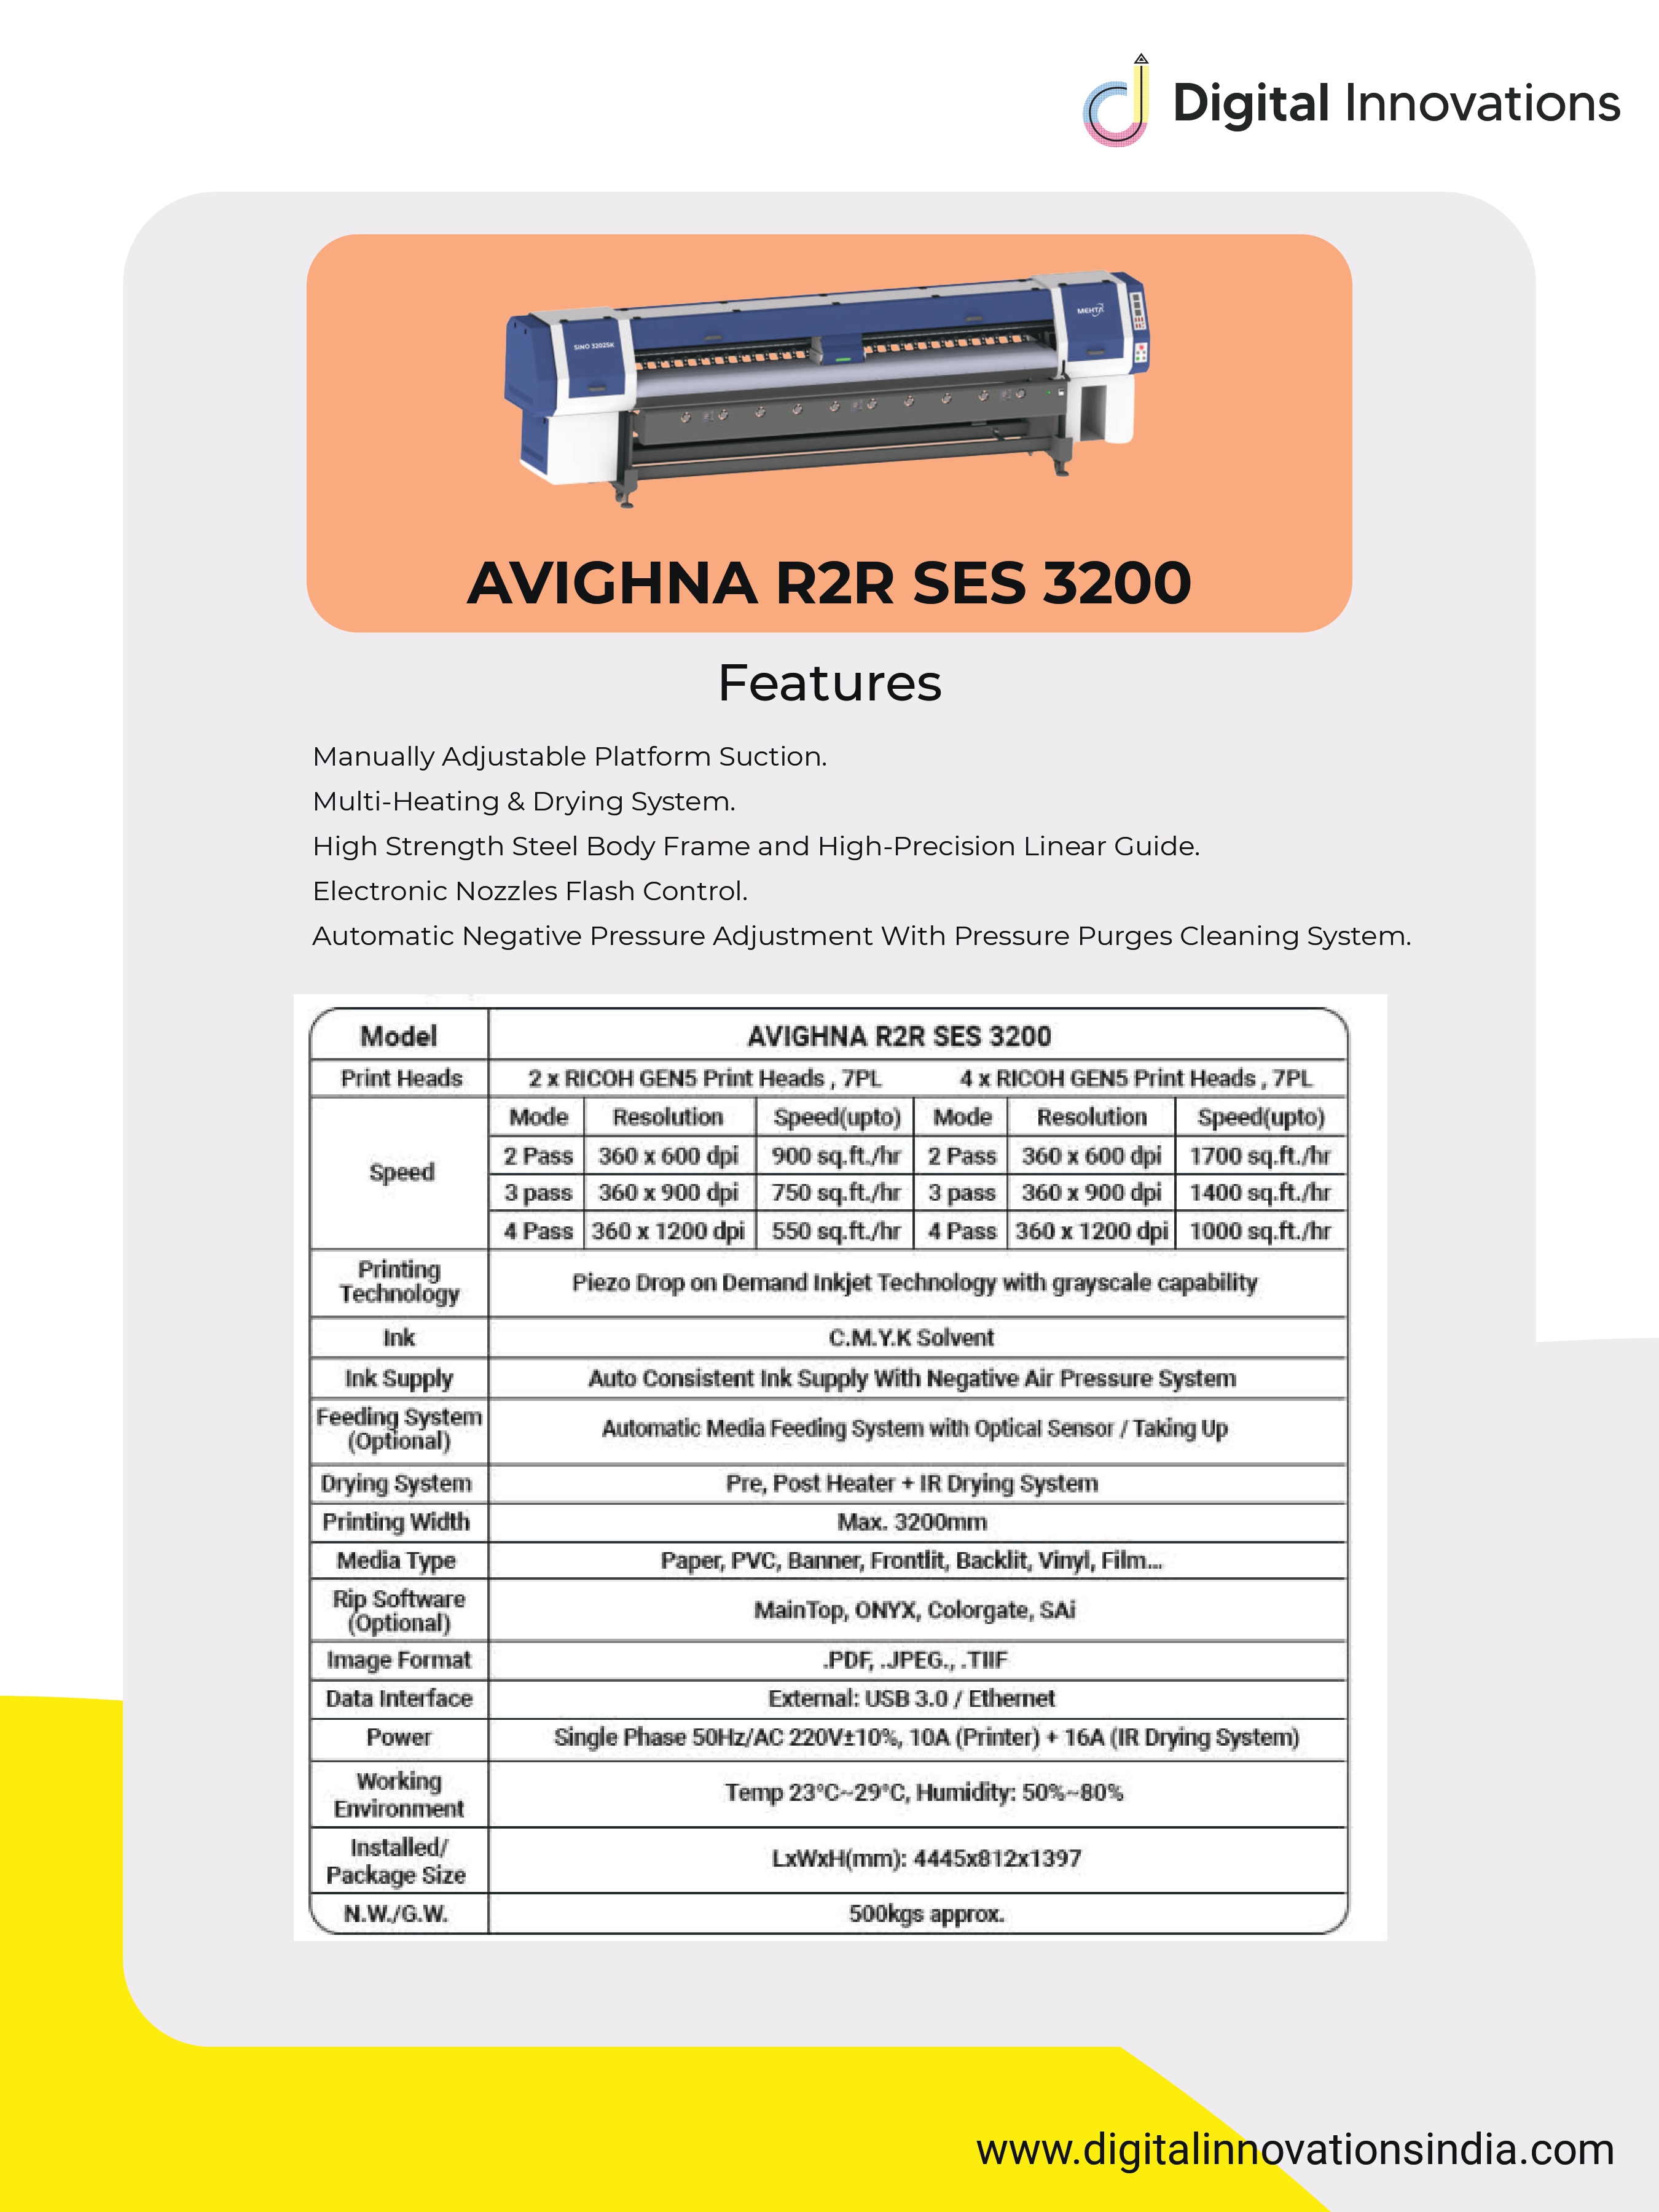 Digital Innovations
SINO 3202SK
MEHTA
AVIGHNA R2R SES 3200
Features
Manually Adjustable Platform Suction.
Multi-Heating & Drying System.
High Strength Steel Body Frame and High-Precision Linear Guide.
Electronic Nozzles Flash Control.
Automatic Negative Pressure Adjustment With Pressure Purges Cleaning System.
Model AVIGHNA R2R SES 3200
Print Heads 2 x RICOH GEN5 Print Heads , 7PL 4 x RICOH GEN5 Print Heads , 7PL
Speed
Mode Resolution Speed(upto) Mode Resolution Speed(upto)
2 Pass 360 x 600 dpi 900 sq.ft./hr 2 Pass 360 x 600 dpi 1700 sq.ft./hr
3 pass 360 x 900 dpi 750 sq.ft./hr 3 pass 360 x 900 dpi 1400 sq.ft./hr
4 Pass 360 x 1200 dpi 550 sq.ft./hr 4 Pass 360 x 1200 dpi 1000 sq.ft./hr
Printing
Technology
Piezo Drop on Demand Inkjet Technology with grayscale capability
Ink C.M.Y.K Solvent
Ink Supply Auto Consistent Ink Supply With Negative Air Pressure System
Feeding System
(Optional)
Automatic Media Feeding System with Optical Sensor / Taking Up
Drying System Pre, Post Heater + IR Drying System
Printing Width Max. 3200mm
Media Type Paper, PVC, Banner, Frontlit, Backlit, Vinyl, Film...
Rip Software
(Optional)
MainTop, ONYX, Colorgate, SAi
Image Format .PDF, .JPEG., .TIIF
Data Interface External: USB 3.0 / Ethernet
Power Single Phase 50Hz/AC 220V±10%, 10A (Printer) + 16A (IR Drying System)
Working
Environment
Temp 23°C~29°C, Humidity: 50%~80%
Installed/
Package Size
LxWxH(mm): 4445x812x1397
N.W./G.W. 500kgs approx.
www.digitalinnovationsindia.com